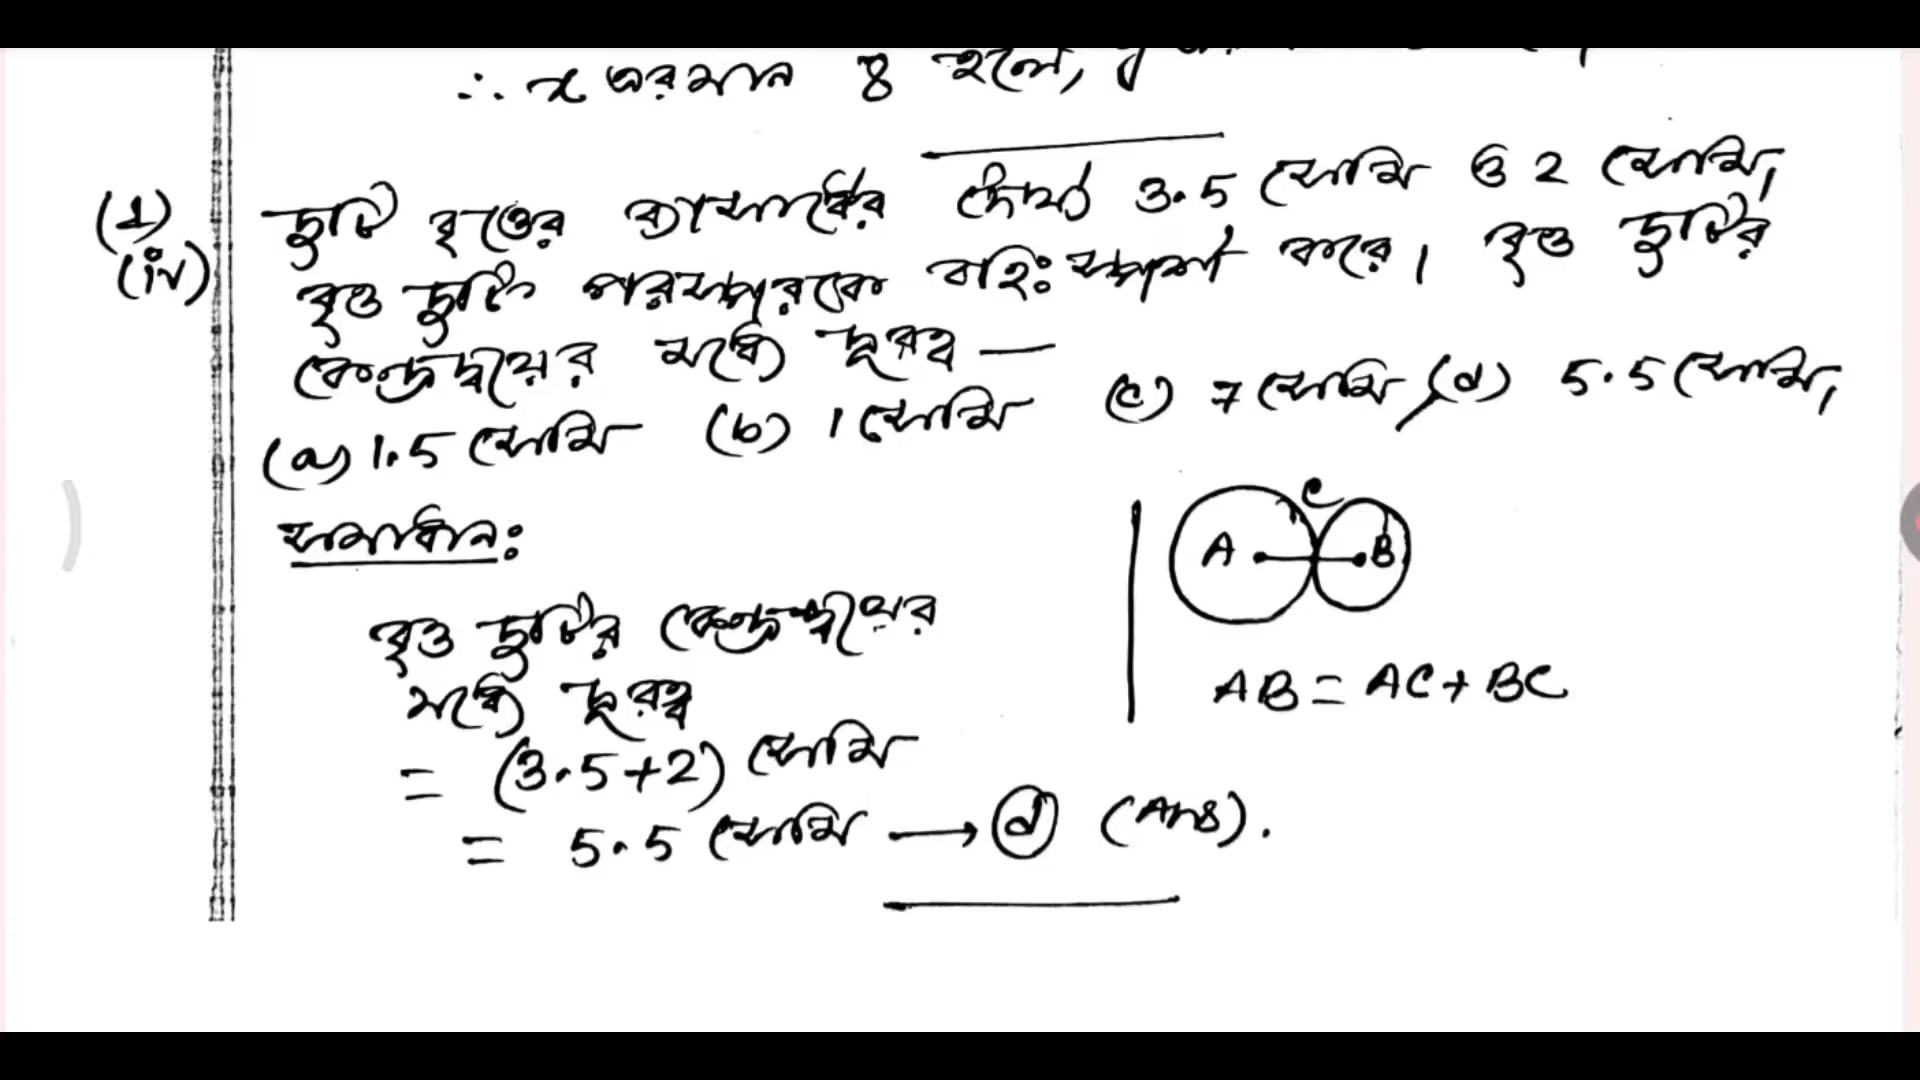 ∴ x এর মান 8 হলে, y
(1) দুটি বৃত্তের ব্যাসার্ধের দৈর্ঘ্য 3.5 সেমি ও 2 সেমি।
(iv) বৃত্ত দুটি পরস্পরকে বহিঃস্পর্শ করে। বৃত্ত দুটির
কেন্দ্রদ্বয়ের মধ্যে দূরত্ব —
(a) 1.5 সেমি (b) 1 সেমি (c) 7 সেমি (d) 5.5 সেমি।
সমাধান:
C
A B
বৃত্ত দুটির কেন্দ্রদ্বয়ের
মধ্যে দূরত্ব
AB = AC + BC
= (3.5+2) সেমি
= 5.5 সেমি → (d) (Ans).